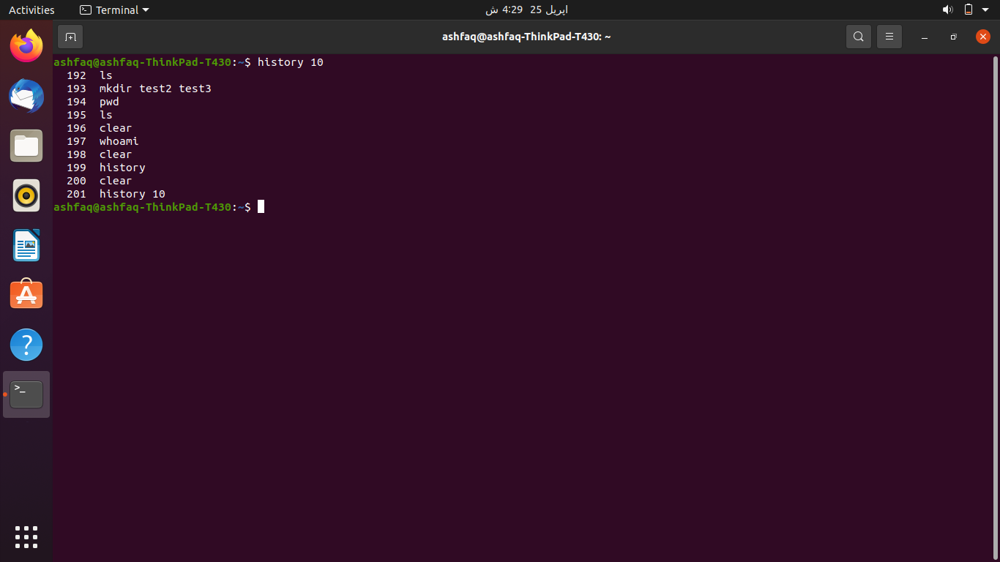 Activities Terminal اپریل 25 4:29 ش
ashfaq@ashfaq-ThinkPad-T430: ~
ashfaq@ashfaq-ThinkPad-T430:~$ history 10
192 ls
193 mkdir test2 test3
194 pwd
195 ls
196 clear
197 whoami
198 clear
199 history
200 clear
201 history 10
ashfaq@ashfaq-ThinkPad-T430:~$